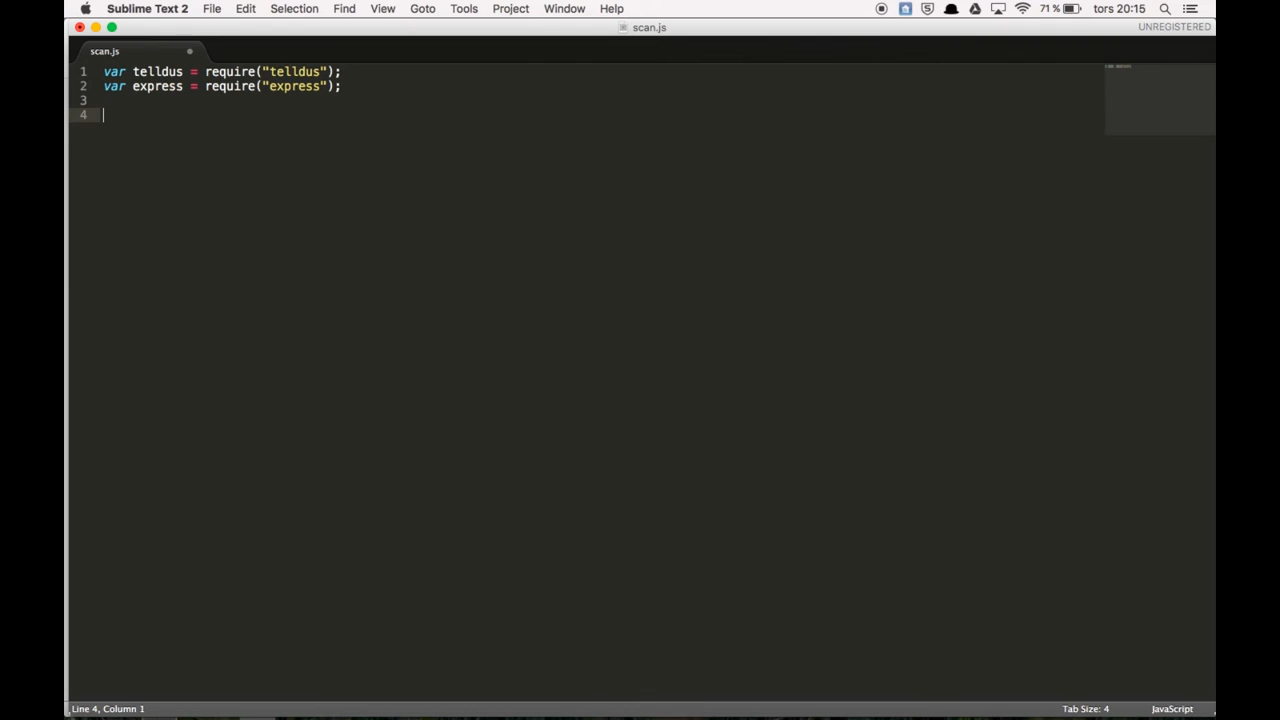 Sublime Text 2 File Edit Selection Find View Goto Tools Project Window Help 71 % tors 20:15
scan.js UNREGISTERED
scan.js
1 var telldus = require("telldus");
2 var express = require("express");
3
4
Line 4, Column 1 Tab Size: 4 JavaScript